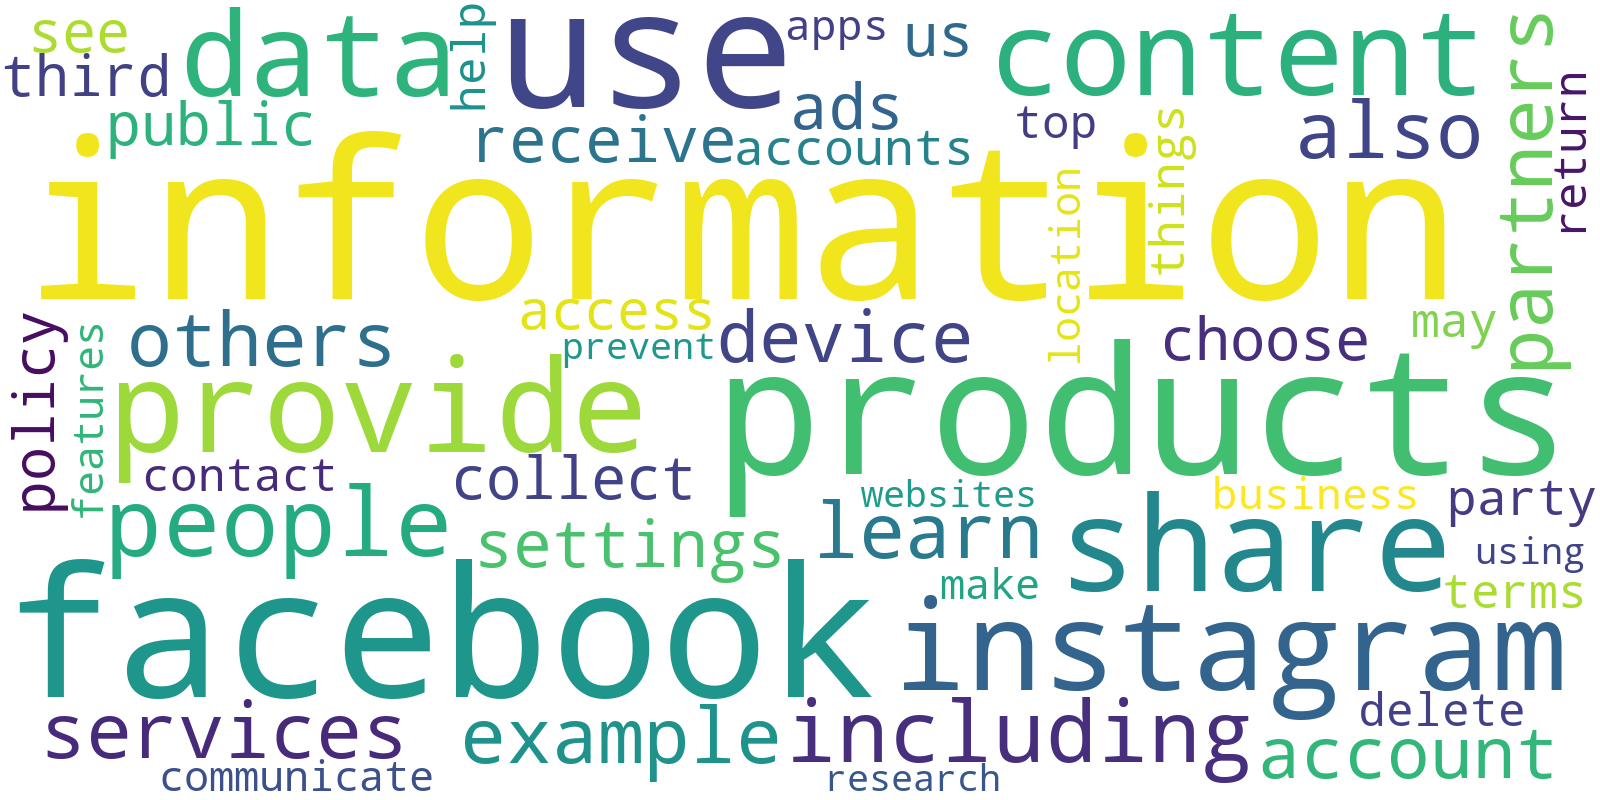 see
data
help
use
apps
us
content
partners
third
return
public
receive
ads
accounts
top
also
things
information
location
policy
features
others
access
prevent
device
choose
may
provide
products
contact
collect
websites
business
party
people
settings
learn
share
using
make
terms
facebook
instagram
services
example
including
delete
account
communicate
research